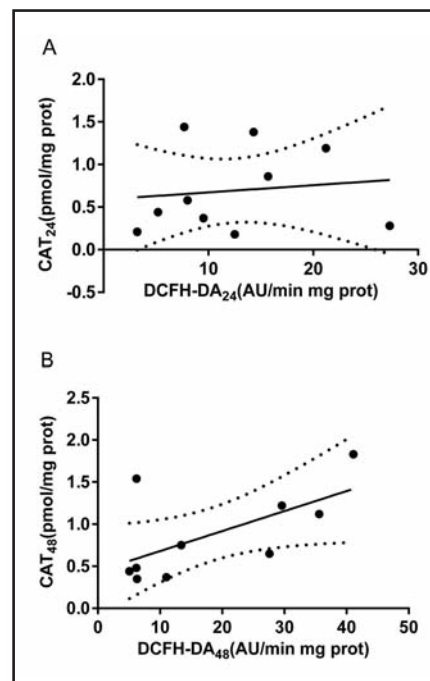 A
2.0
1.5
1.0
0.5
0.0
-0.5
CAT24(pmol/mg prot)
10 20 30
DCFH-DA24(AU/min mg prot)
B
2.5
2.0
1.5
1.0
0.5
0.0
CAT48(pmol/mg prot)
0 10 20 30 40 50
DCFH-DA48(AU/min mg prot)